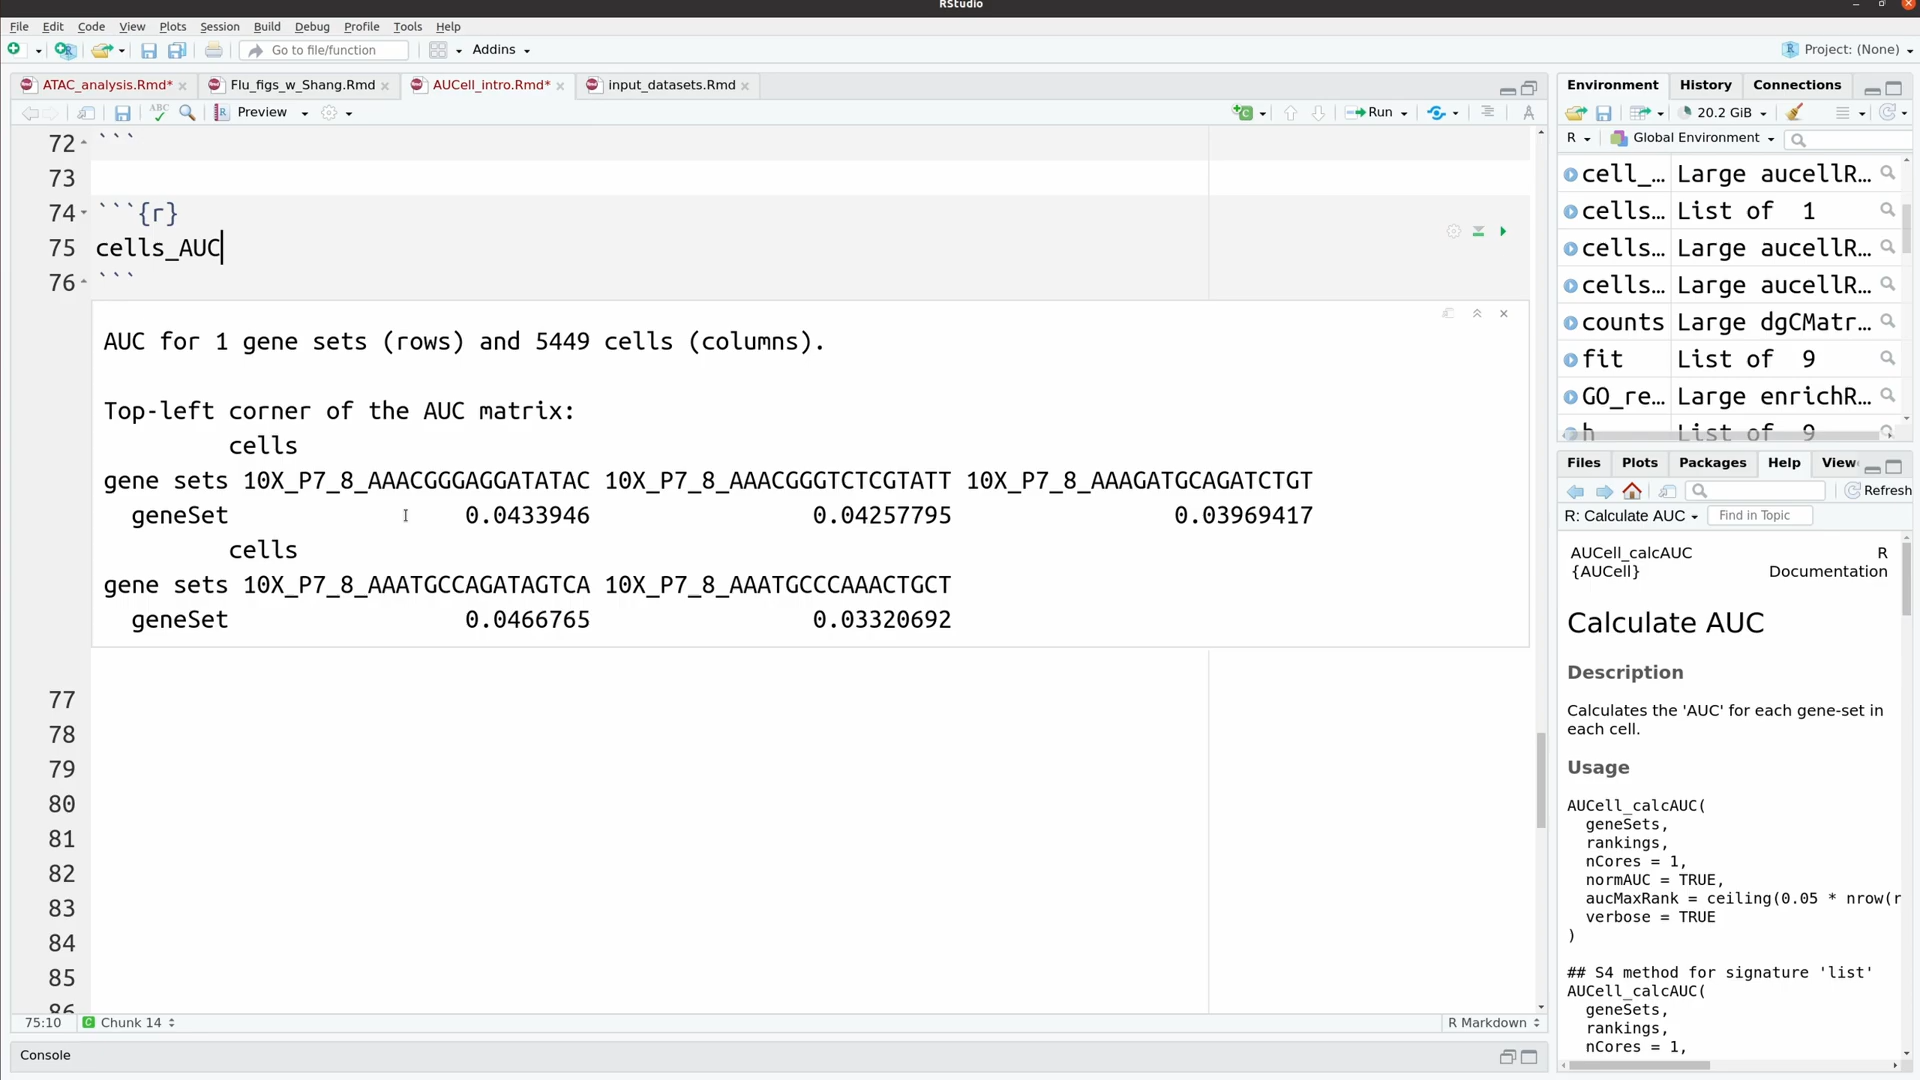 RStudio
File Edit Code View Plots Session Build Debug Profile Tools Help
Go to file/function Addins Project: (None)
ATAC_analysis.Rmd* Flu_figs_w_Shang.Rmd AUCell_intro.Rmd* input_datasets.Rmd
ABC Preview Run
72 ```
73
74 ```{r}
75 cells_AUC
76 ```
AUC for 1 gene sets (rows) and 5449 cells (columns).
Top-left corner of the AUC matrix:
cells
gene sets 10X_P7_8_AAACGGGAGGATATAC 10X_P7_8_AAACGGGTCTCGTATT 10X_P7_8_AAAGATGCAGATCTGT
geneSet 0.0433946 0.04257795 0.03969417
cells
gene sets 10X_P7_8_AAATGCCAGATAGTCA 10X_P7_8_AAATGCCCAAACTGCT
geneSet 0.0466765 0.03320692
77
78
79
80
81
82
83
84
85
86
75:10 Chunk 14 R Markdown
Console
Environment History Connections
20.2 GiB
R Global Environment
cell_… Large aucellR…
cells… List of 1
cells… Large aucellR…
cells… Large aucellR…
counts Large dgCMatr…
fit List of 9
GO_re… Large enrichR…
h List of 9
Files Plots Packages Help View
Refresh
R: Calculate AUC Find in Topic
AUCell_calcAUC R
{AUCell} Documentation
Calculate AUC
Description
Calculates the 'AUC' for each gene-set in
each cell.
Usage
AUCell_calcAUC(
geneSets,
rankings,
nCores = 1,
normAUC = TRUE,
aucMaxRank = ceiling(0.05 * nrow(r
verbose = TRUE
)
## S4 method for signature 'list'
AUCell_calcAUC(
geneSets,
rankings,
nCores = 1,